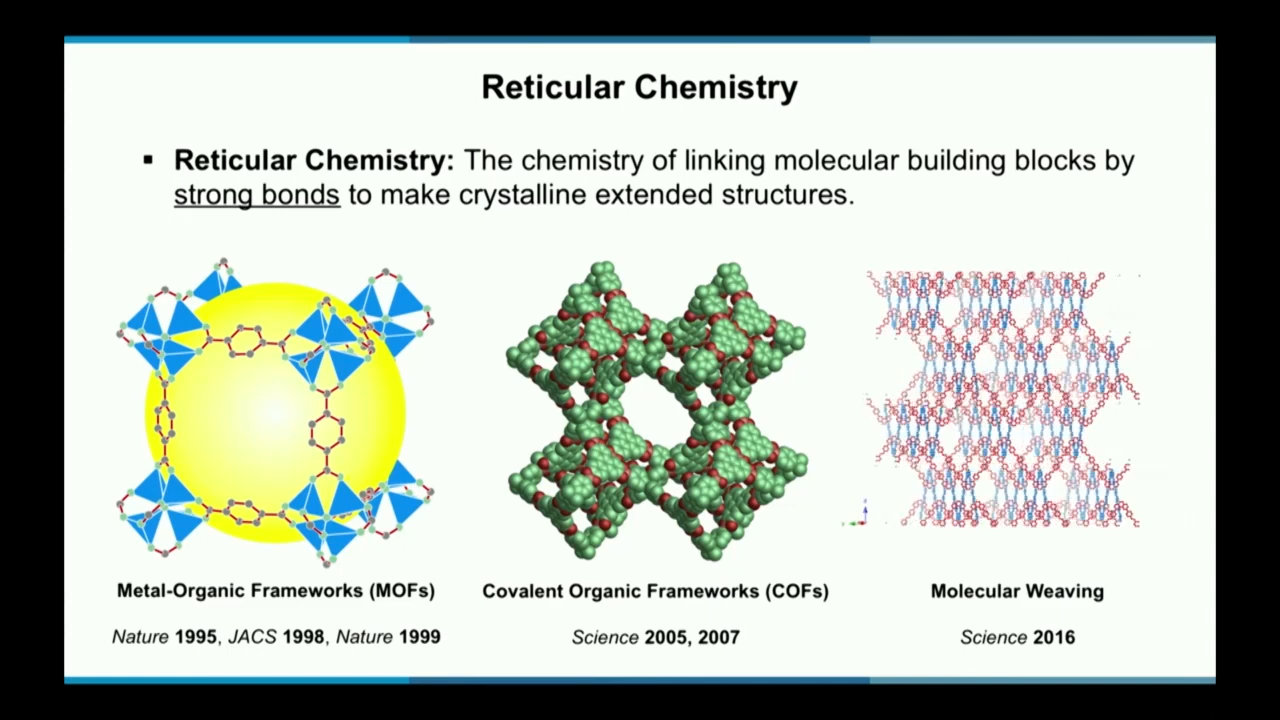 Reticular Chemistry
▪ Reticular Chemistry: The chemistry of linking molecular building blocks by
strong bonds to make crystalline extended structures.
Metal-Organic Frameworks (MOFs)
Covalent Organic Frameworks (COFs)
Molecular Weaving
Nature 1995, JACS 1998, Nature 1999
Science 2005, 2007
Science 2016